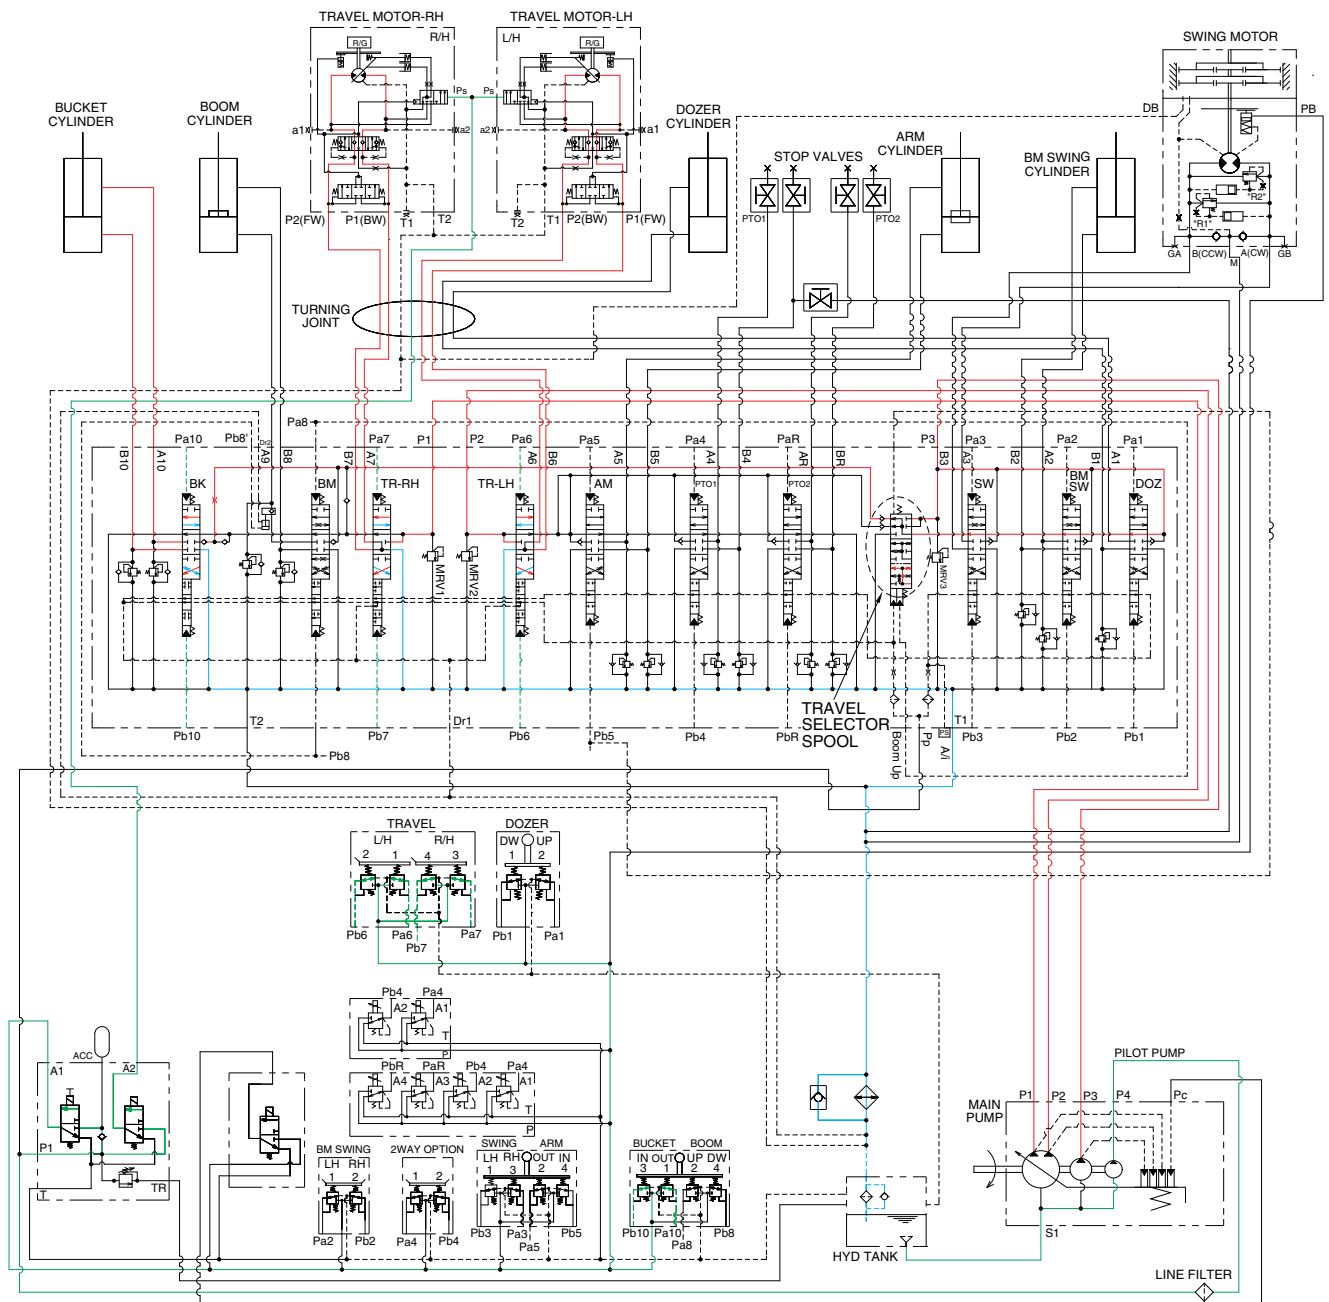 TRAVEL MOTOR-RH
TRAVEL MOTOR-LH
SWING MOTOR
R/H
L/H
R/G
R/G
BUCKET
CYLINDER
BOOM
CYLINDER
DOZER
CYLINDER
ARM
CYLINDER
BM SWING
CYLINDER
STOP VALVES
Ps
Ps
DB
PB
a1
a2
a2
a1
PTO1
PTO2
"R2"
"R1"
P2(FW)
P1(BW)
T1
T2
T2
T1
P2(BW)
P1(FW)
GA
B(CCW)
M
A(CW)
GB
TURNING
JOINT
Pa10
Pb8'
Dr2
Pa8
Pa7
P1
P2
Pa6
Pa5
Pa4
PaR
P3
Pa3
Pa2
Pa1
B10
A10
A9
B8
B7
A7
A6
B6
A5
B5
A4
B4
AR
BR
B3
A3
B2
A2
B1
A1
BK
BM
TR-RH
TR-LH
AM
PTO1
PTO2
SW
BM
SW
DOZ
MRV1
MRV2
MRV3
TRAVEL
SELECTOR
SPOOL
Pb10
T2
Pb8
Pb7
Dr1
Pb6
Pb5
Pb4
PbR
Boom Up
Pp
PS
A/i
T1
Pb3
Pb2
Pb1
TRAVEL
L/H
R/H
2
1
4
3
Pb6
Pa6
Pb7
Pa7
DOZER
DW
UP
1
2
Pb1
Pa1
Pb4
Pa4
A2
A1
T
P
PbR
PaR
Pb4
Pa4
A4
A3
A2
A1
T
P
ACC
A1
A2
P1
T
TR
BM SWING
LH
RH
1
2
Pa2
Pb2
2WAY OPTION
1
2
Pa4
Pb4
SWING
ARM
LH
RH
OUT
IN
1
3
2
4
Pb3
Pa3
Pa5
Pb5
BUCKET
BOOM
IN
OUT
UP
DW
3
1
2
4
Pb10
Pa10
Pa8
Pb8
HYD TANK
PILOT PUMP
MAIN
PUMP
P1
P2
P3
P4
Pc
S1
LINE FILTER